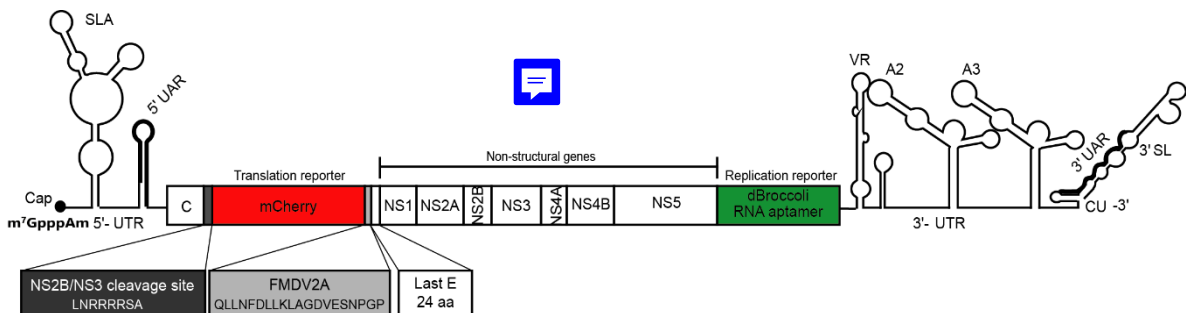 SLA
5' UAR
VR
A2
A3
3' UAR
3' SL
Non-structural genes
Translation reporter
Replication reporter
Cap
C
mCherry
NS1
NS2A
NS2B
NS3
NS4A
NS4B
NS5
dBroccoli
RNA aptamer
CU
-3'
m⁷GpppAm
5'- UTR
3'- UTR
NS2B/NS3 cleavage site
LNRRRRSA
FMDV2A
QLLNFDLLKLAGDVESNPGP
Last E
24 aa